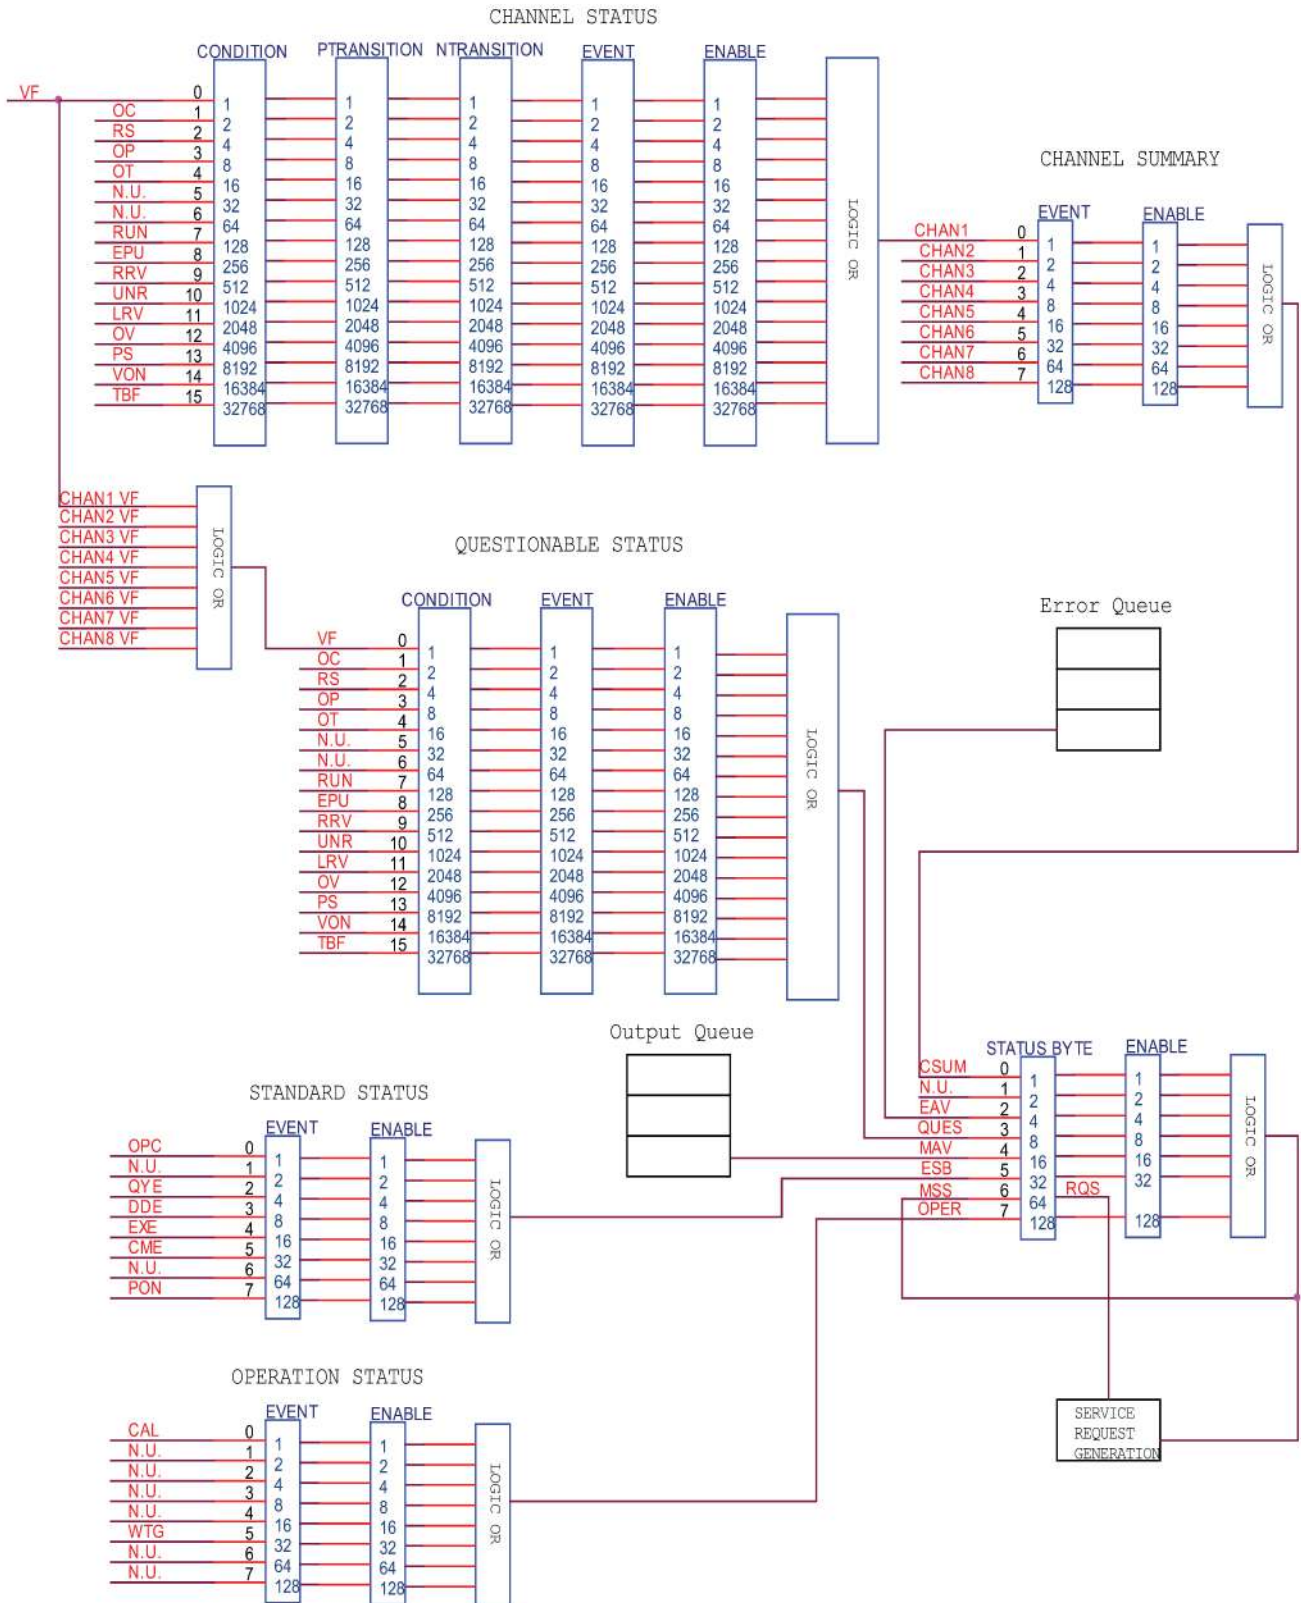 CHANNEL STATUS
CONDITION PTRANSITION NTRANSITION EVENT ENABLE
VF 0 1 1 1 1 1
OC 1 2 2 2 2 2
RS 2 4 4 4 4 4
OP 3 8 8 8 8 8
OT 4 16 16 16 16 16
N.U. 5 32 32 32 32 32
N.U. 6 64 64 64 64 64
RUN 7 128 128 128 128 128
EPU 8 256 256 256 256 256
RRV 9 512 512 512 512 512
UNR 10 1024 1024 1024 1024 1024
LRV 11 2048 2048 2048 2048 2048
OV 12 4096 4096 4096 4096 4096
PS 13 8192 8192 8192 8192 8192
VON 14 16384 16384 16384 16384 16384
TBF 15 32768 32768 32768 32768 32768
LOGIC OR
CHANNEL SUMMARY
EVENT ENABLE
CHAN1 0 1 1
CHAN2 1 2 2
CHAN3 2 4 4
CHAN4 3 8 8
CHAN5 4 16 16
CHAN6 5 32 32
CHAN7 6 64 64
CHAN8 7 128 128
LOGIC OR
CHAN1 VF
CHAN2 VF
CHAN3 VF
CHAN4 VF
CHAN5 VF
CHAN6 VF
CHAN7 VF
CHAN8 VF
LOGIC OR
QUESTIONABLE STATUS
CONDITION EVENT ENABLE
VF 0 1 1 1
OC 1 2 2 2
RS 2 4 4 4
OP 3 8 8 8
OT 4 16 16 16
N.U. 5 32 32 32
N.U. 6 64 64 64
RUN 7 128 128 128
EPU 8 256 256 256
RRV 9 512 512 512
UNR 10 1024 1024 1024
LRV 11 2048 2048 2048
OV 12 4096 4096 4096
PS 13 8192 8192 8192
VON 14 16384 16384 16384
TBF 15 32768 32768 32768
LOGIC OR
Error Queue
Output Queue
STATUS BYTE ENABLE
CSUM 0 1 1
N.U. 1 2 2
EAV 2 4 4
QUES 3 8 8
MAV 4 16 16
ESB 5 32 32
MSS 6 64 RQS
OPER 7 128 128
LOGIC OR
STANDARD STATUS
EVENT ENABLE
OPC 0 1 1
N.U. 1 2 2
QYE 2 4 4
DDE 3 8 8
EXE 4 16 16
CME 5 32 32
N.U. 6 64 64
PON 7 128 128
LOGIC OR
SERVICE
REQUEST
GENERATION
OPERATION STATUS
EVENT ENABLE
CAL 0 1 1
N.U. 1 2 2
N.U. 2 4 4
N.U. 3 8 8
N.U. 4 16 16
WTG 5 32 32
N.U. 6 64 64
N.U. 7 128 128
LOGIC OR